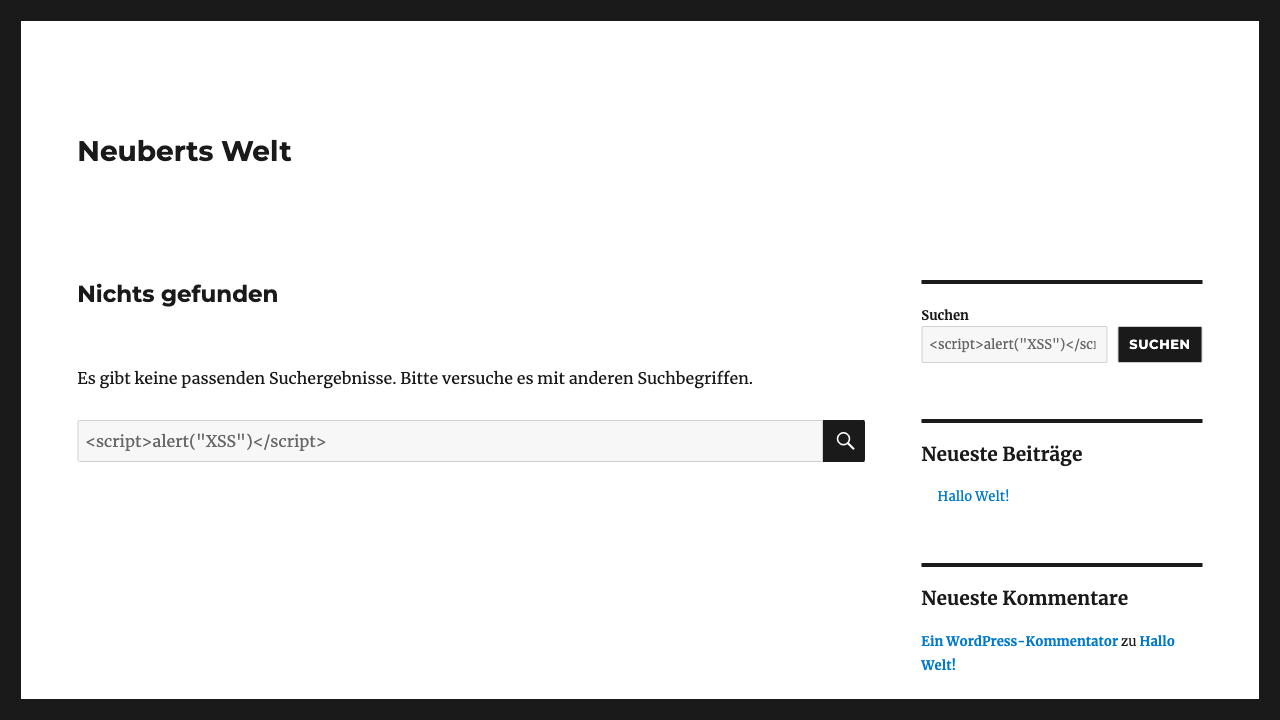 Neuberts Welt
Nichts gefunden
Es gibt keine passenden Suchergebnisse. Bitte versuche es mit anderen Suchbegriffen.
<script>alert("XSS")</script>
Suchen
<script>alert("XSS")</scr
SUCHEN
Neueste Beiträge
Hallo Welt!
Neueste Kommentare
Ein WordPress-Kommentator zu Hallo
Welt!